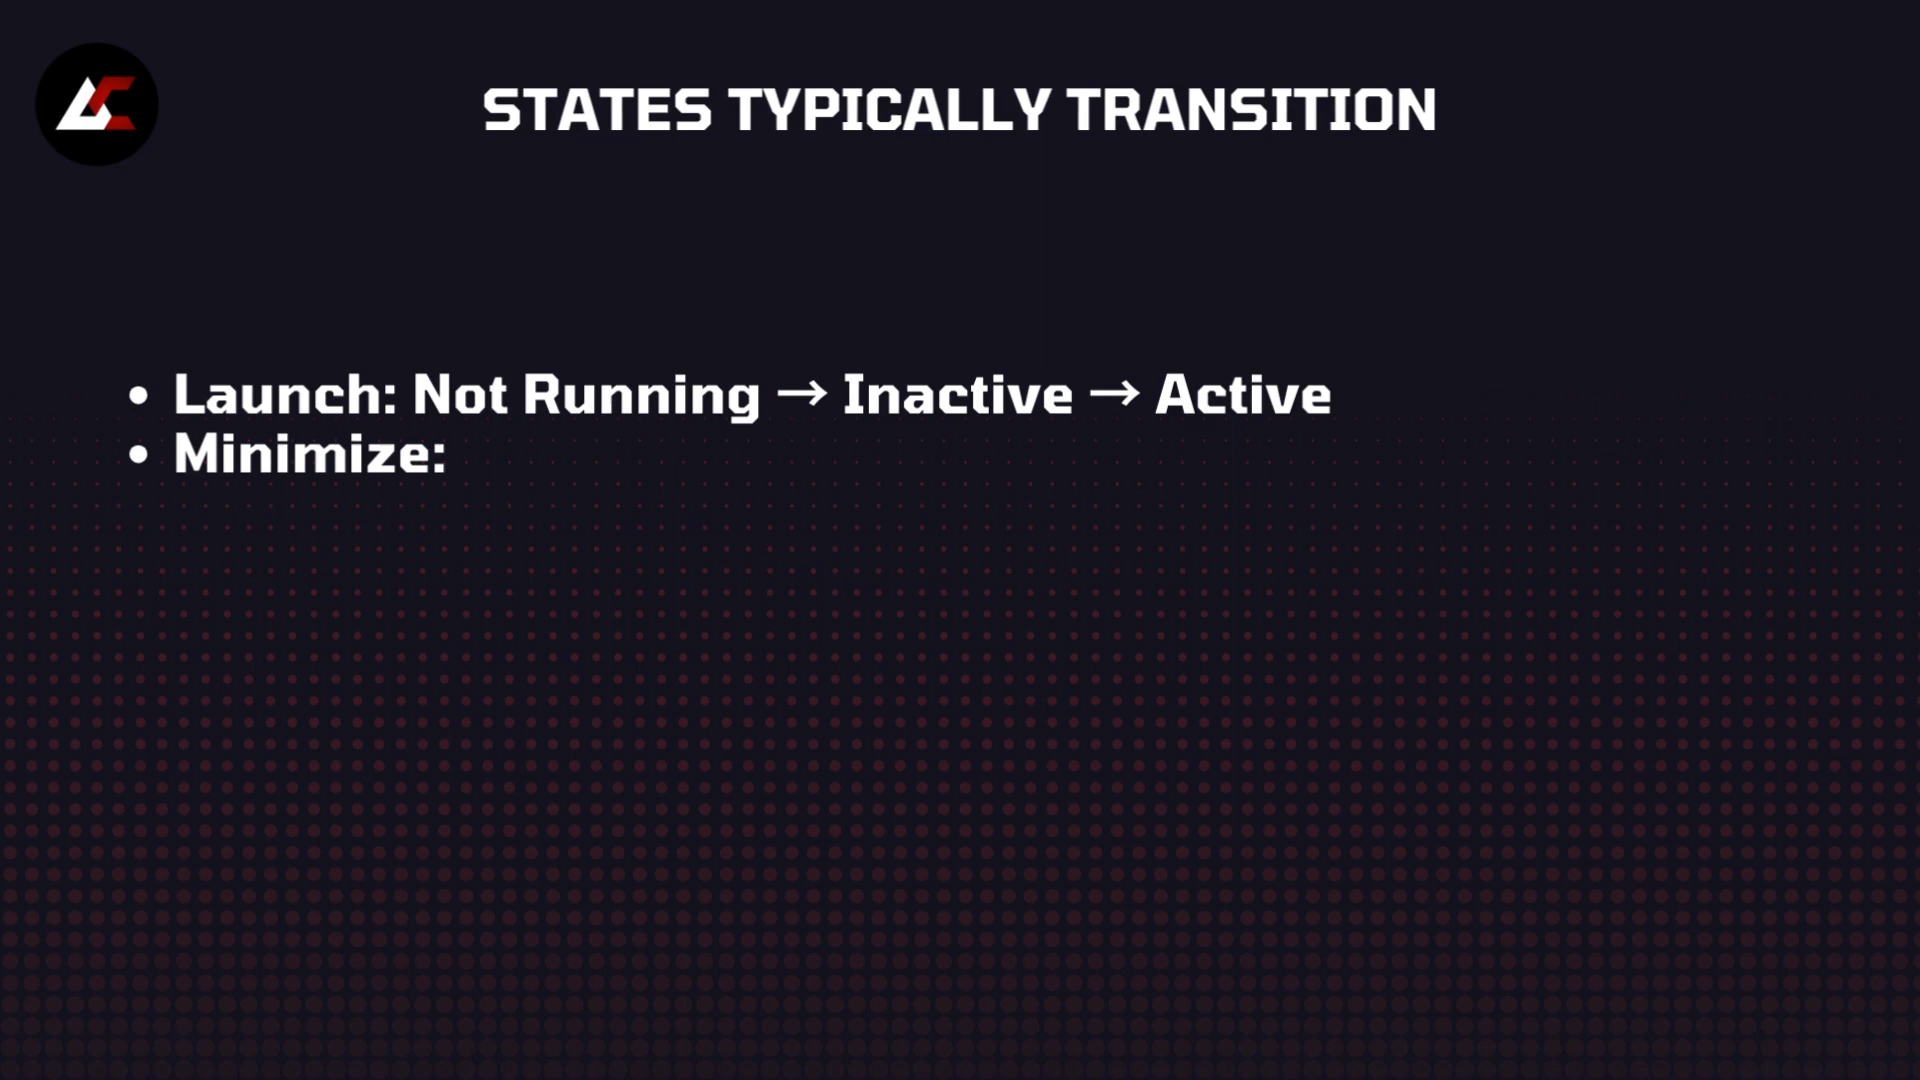 STATES TYPICALLY TRANSITION
• Launch: Not Running → Inactive → Active
• Minimize: